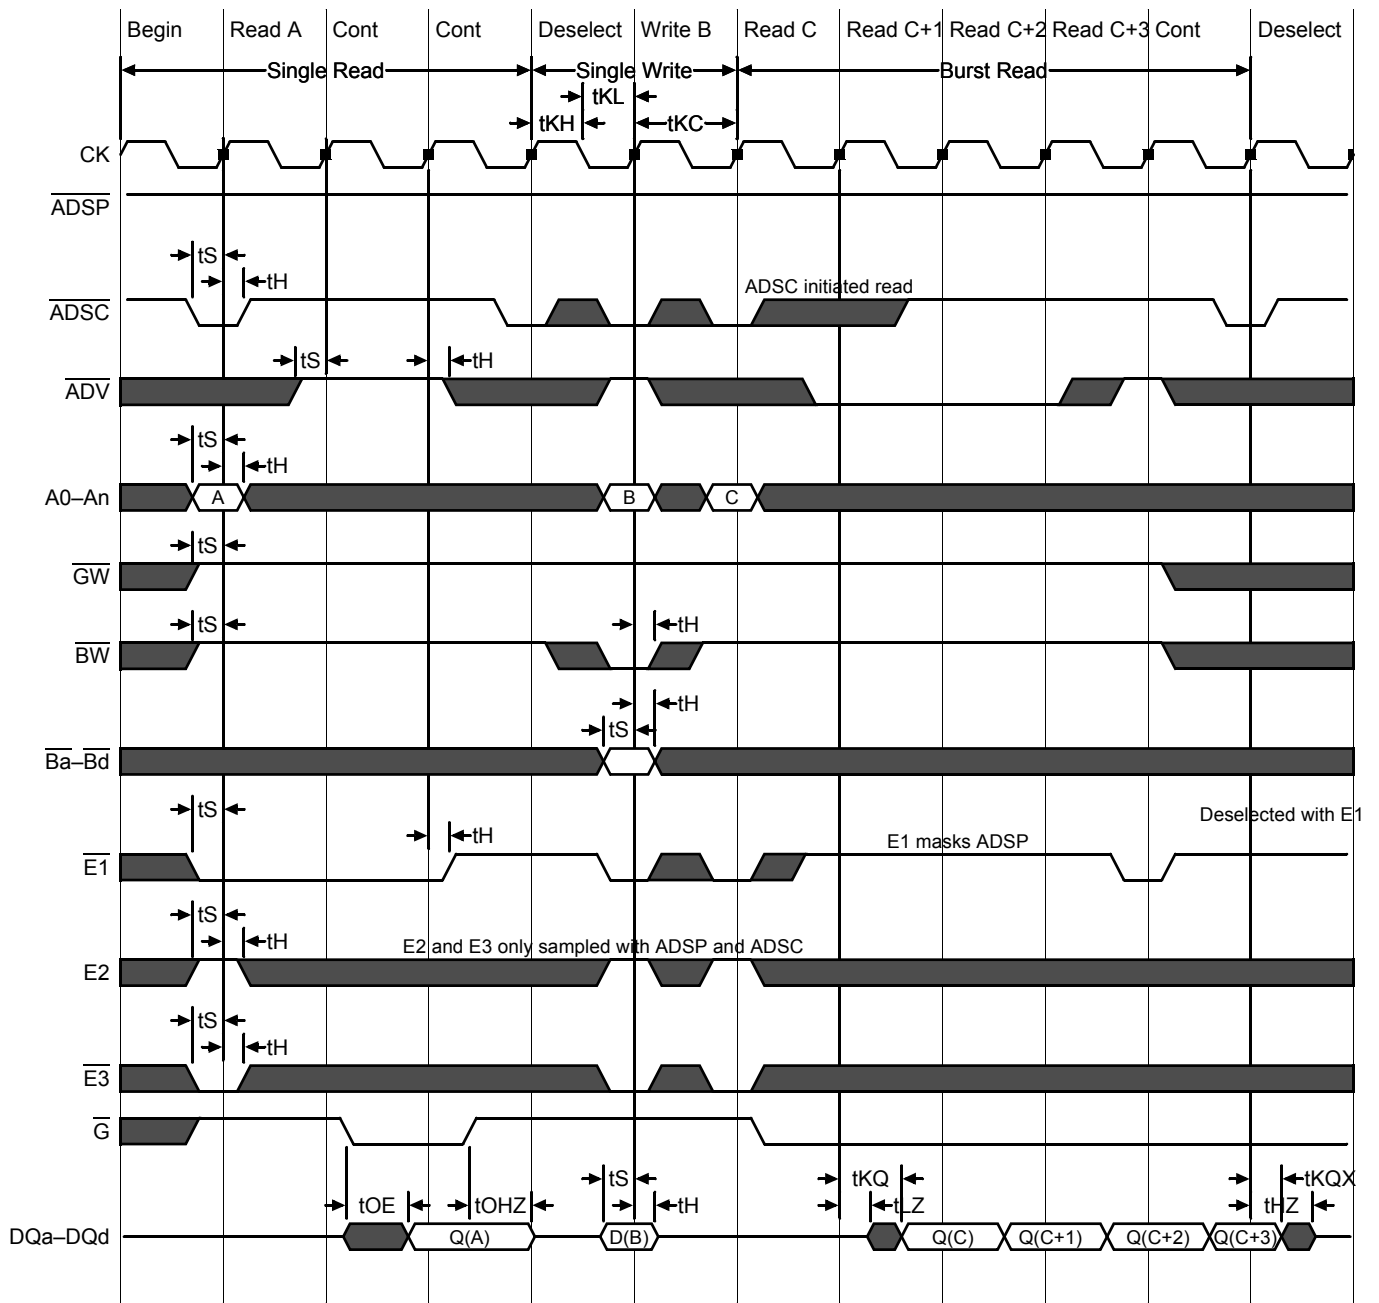 Begin Read A Cont Cont Deselect Write B Read C Read C+1 Read C+2 Read C+3 Cont Deselect
Single Read Single Write Burst Read
tKL
tKH tKC
CK
ADSP
tS
tH
ADSC initiated read
ADSC
tS tH
ADV
tS
tH
A0–An A B C
tS
GW
tS tH
BW
tH
tS
Ba–Bd
tS
Deselected with E1
tH
E1 masks ADSP
E1
tS
tH
E2 and E3 only sampled with ADSP and ADSC
E2
tS
tH
E3
G
tS tKQ tKQX
tOE tOHZ tH tLZ tHZ
DQa–DQd Q(A) D(B) Q(C) Q(C+1) Q(C+2) Q(C+3)